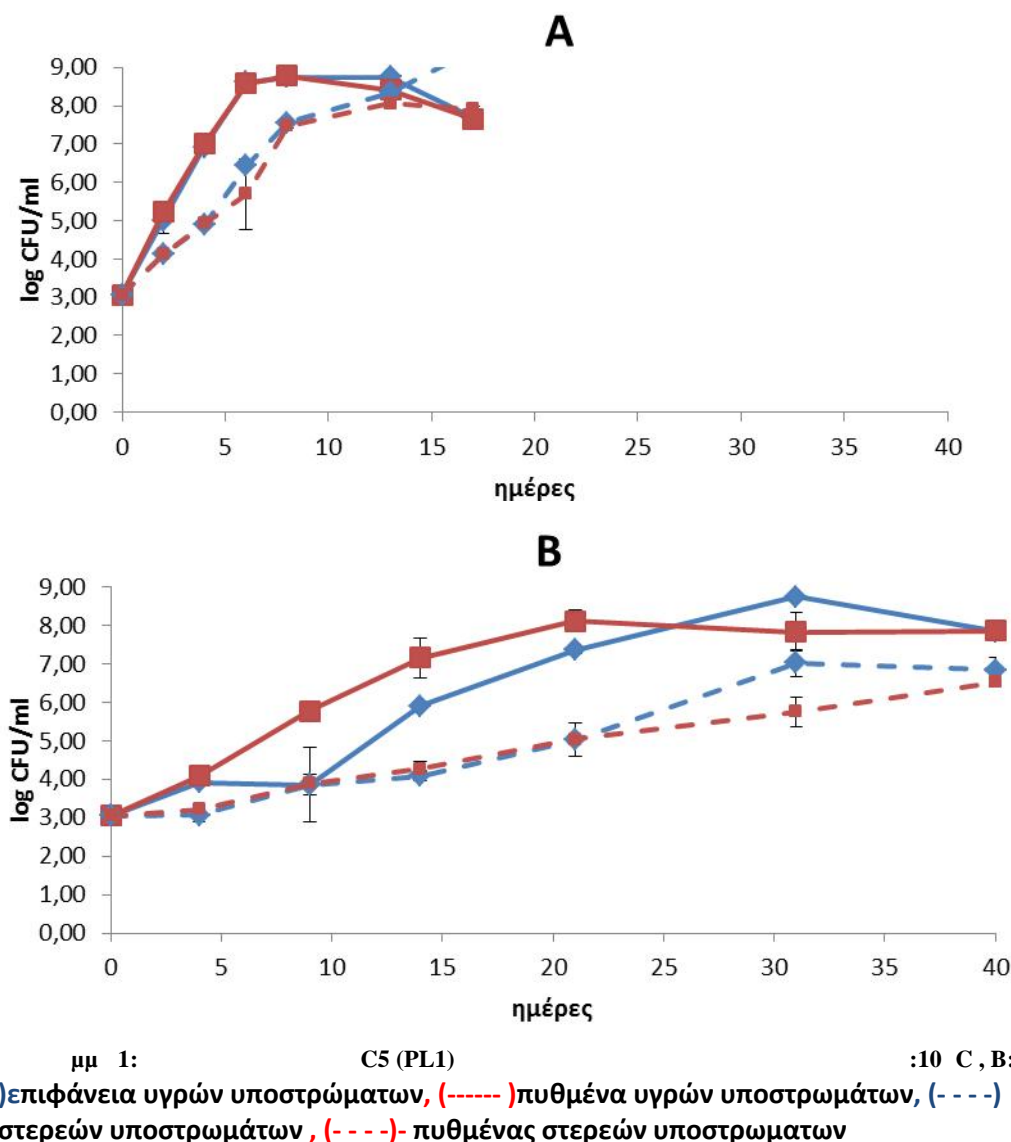 A
9,00
8,00
7,00
6,00
5,00
4,00
3,00
2,00
1,00
0,00
log CFU/ml
0 5 10 15 20 25 30 35 40
ημέρες
B
9,00
8,00
7,00
6,00
5,00
4,00
3,00
2,00
1,00
0,00
log CFU/ml
0 5 10 15 20 25 30 35 40
ημέρες
μμ 1: C5 (PL1) :10 C , B:
)επιφάνεια υγρών υποστρώματων, (------ )πυθμένα υγρών υποστρωμάτων, (- - - -)
στερεών υποστρωμάτων , (- - - -)- πυθμένας στερεών υποστρωματων